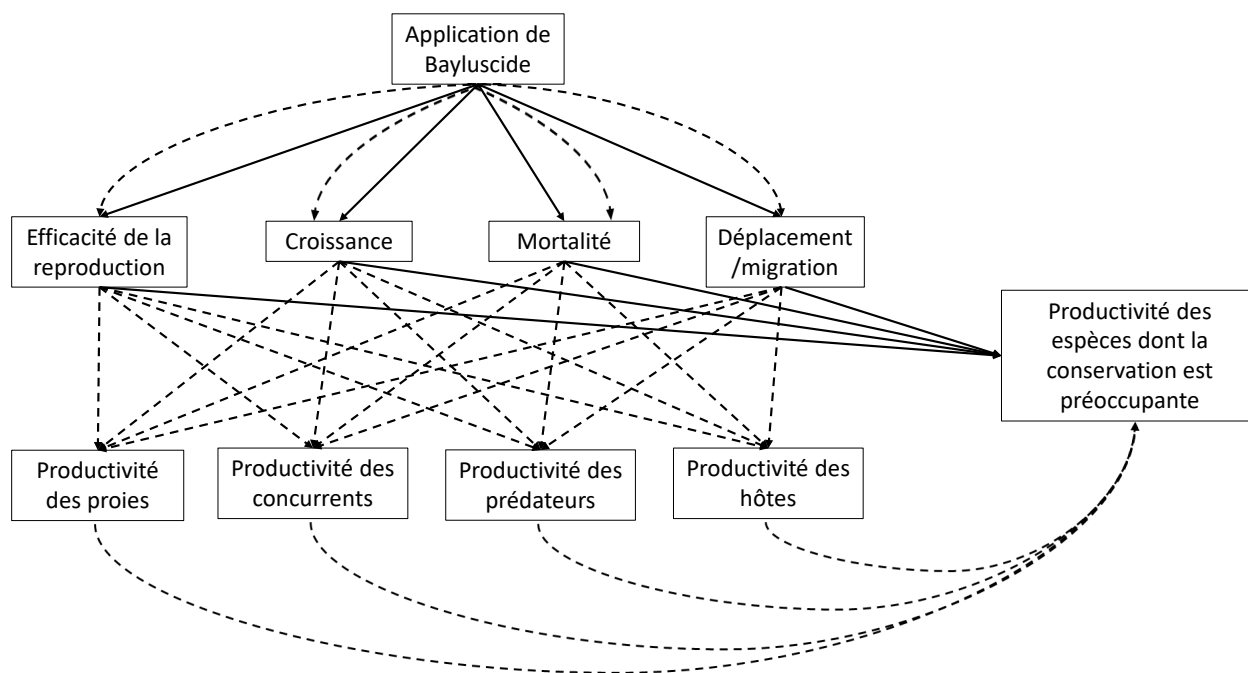 Application de
Bayluscide
Efficacité de la
reproduction
Croissance
Mortalité
Déplacement
/migration
Productivité des
espèces dont la
conservation est
préoccupante
Productivité
des proies
Productivité des
concurrents
Productivité des
prédateurs
Productivité des
hôtes